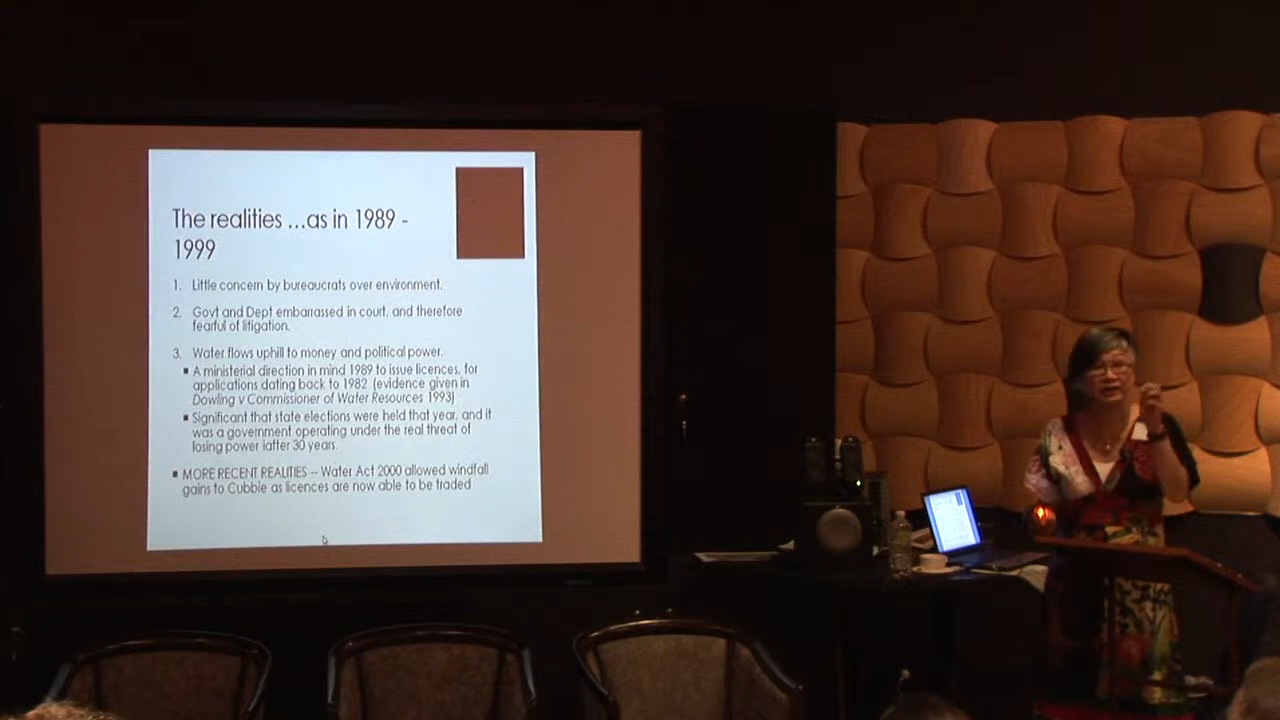 The realities ...as in 1989 -
1999
1. Little concern by bureaucrats over environment.
2. Govt and Dept embarrassed in court, and therefore
fearful of litigation.
3. Water flows uphill to money and political power.
▪ A ministerial direction in mind 1989 to issue licences, for
applications dating back to 1982 (evidence given in
Dowling v Commissioner of Water Resources 1993)
▪ Significant that state elections were held that year, and it
was a government operating under the real threat of
losing power iafter 30 years.
▪ MORE RECENT REALITIES – Water Act 2000 allowed windfall
gains to Cubbie as licences are now able to be traded